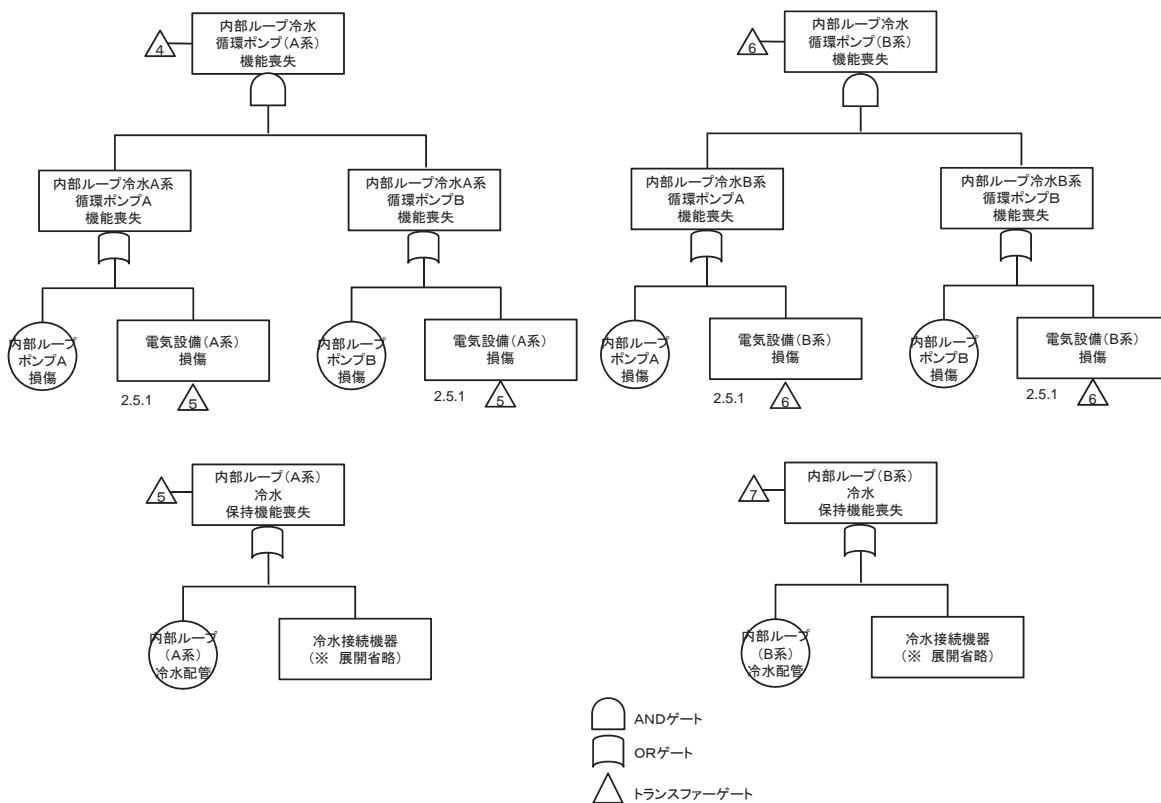 内部ループ冷水
循環ポンプ(A系)
機能喪失
4
内部ループ冷水
循環ポンプ(B系)
機能喪失
6
内部ループ冷水A系
循環ポンプA
機能喪失
内部ループ冷水A系
循環ポンプB
機能喪失
内部ループ冷水B系
循環ポンプA
機能喪失
内部ループ冷水B系
循環ポンプB
機能喪失
内部ループ
ポンプA
損傷
電気設備(A系)
損傷
2.5.1
5
内部ループ
ポンプB
損傷
電気設備(A系)
損傷
2.5.1
5
内部ループ
ポンプA
損傷
電気設備(B系)
損傷
2.5.1
6
内部ループ
ポンプB
損傷
電気設備(B系)
損傷
2.5.1
6
5
内部ループ(A系)
冷水
保持機能喪失
7
内部ループ(B系)
冷水
保持機能喪失
内部ループ
(A系)
冷水配管
冷水接続機器
(※ 展開省略)
内部ループ
(B系)
冷水配管
冷水接続機器
(※ 展開省略)
ANDゲート
ORゲート
トランスファーゲート